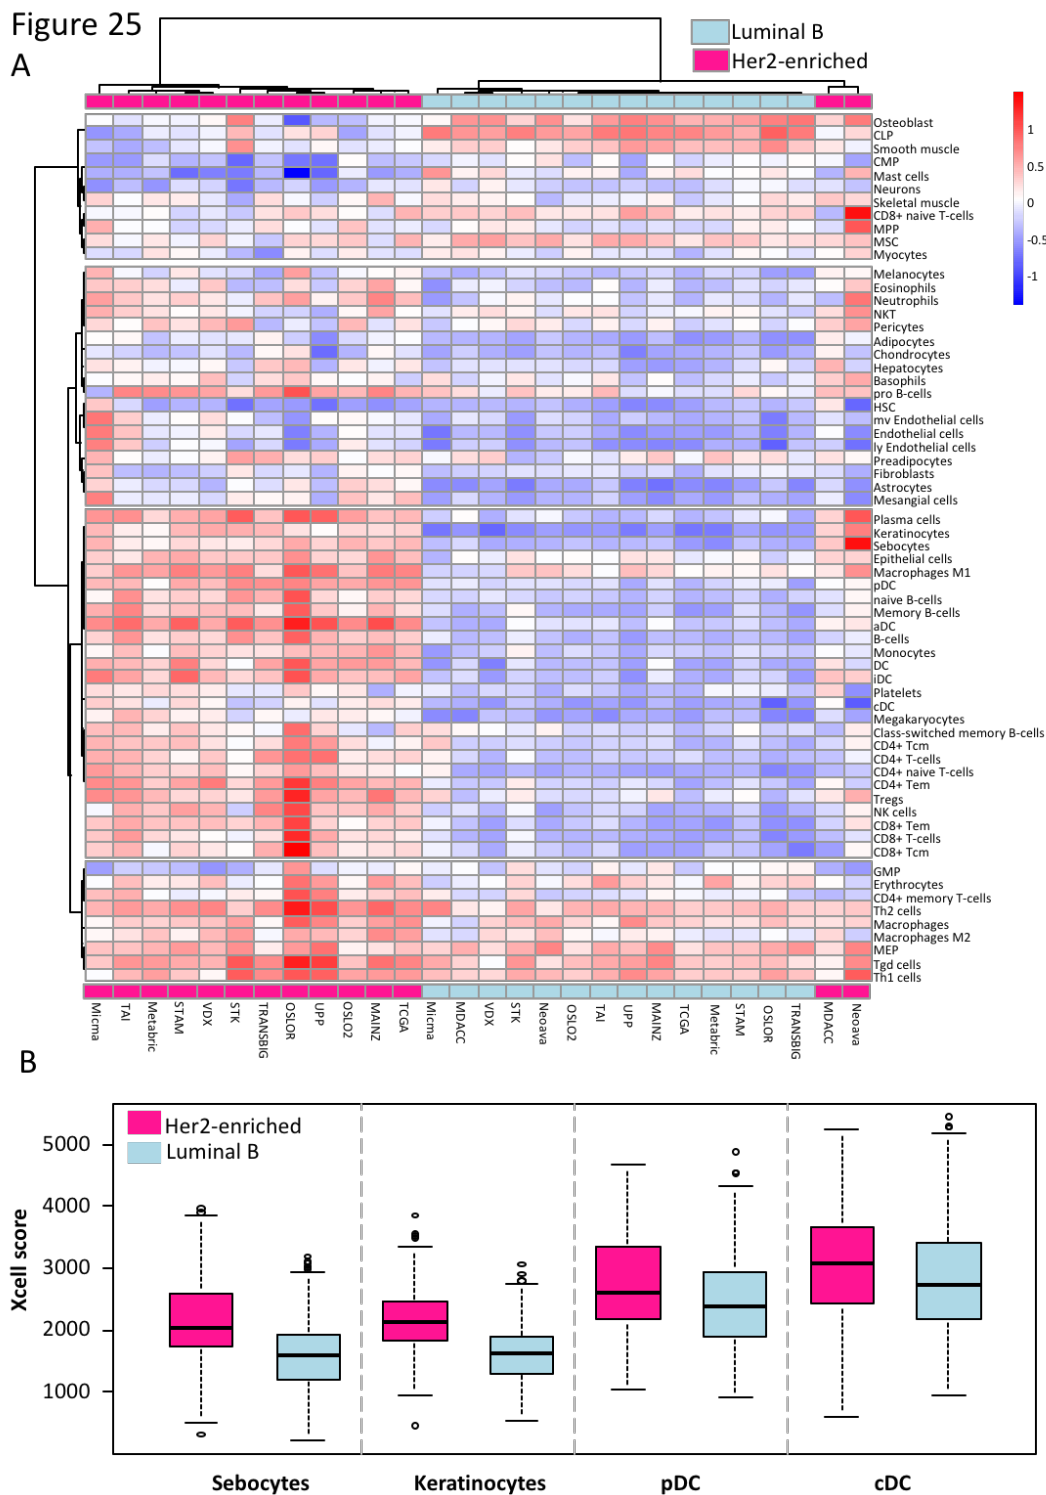 Figure 25
A
Luminal B
Her2-enriched
1
0.5
0
-0.5
-1
Osteoblast
CLP
Smooth muscle
CMP
Mast cells
Neurons
Skeletal muscle
CD8+ naive T-cells
MPP
MSC
Myocytes
Melanocytes
Eosinophils
Neutrophils
NKT
Pericytes
Adipocytes
Chondrocytes
Hepatocytes
Basophils
pro B-cells
HSC
mv Endothelial cells
Endothelial cells
ly Endothelial cells
Preadipocytes
Fibroblasts
Astrocytes
Mesangial cells
Plasma cells
Keratinocytes
Sebocytes
Epithelial cells
Macrophages M1
pDC
naive B-cells
Memory B-cells
aDC
B-cells
Monocytes
DC
iDC
Platelets
cDC
Megakaryocytes
Class-switched memory B-cells
CD4+ Tcm
CD4+ T-cells
CD4+ naive T-cells
CD4+ Tem
Tregs
NK cells
CD8+ Tem
CD8+ T-cells
CD8+ Tcm
GMP
Erythrocytes
CD4+ memory T-cells
Th2 cells
Macrophages
Macrophages M2
MEP
Tgd cells
Th1 cells
Micma
TAI
Metabric
STAM
VDX
STK
TRANSBIG
OSLOR
UPP
OSLO2
MAINZ
TCGA
Micma
MDACC
VDX
STK
Neoava
OSLO2
TAI
UPP
MAINZ
TCGA
Metabric
STAM
OSLOR
TRANSBIG
MDACC
Neoava
B
Her2-enriched
Luminal B
Xcell score
5000
4000
3000
2000
1000
Sebocytes
Keratinocytes
pDC
cDC